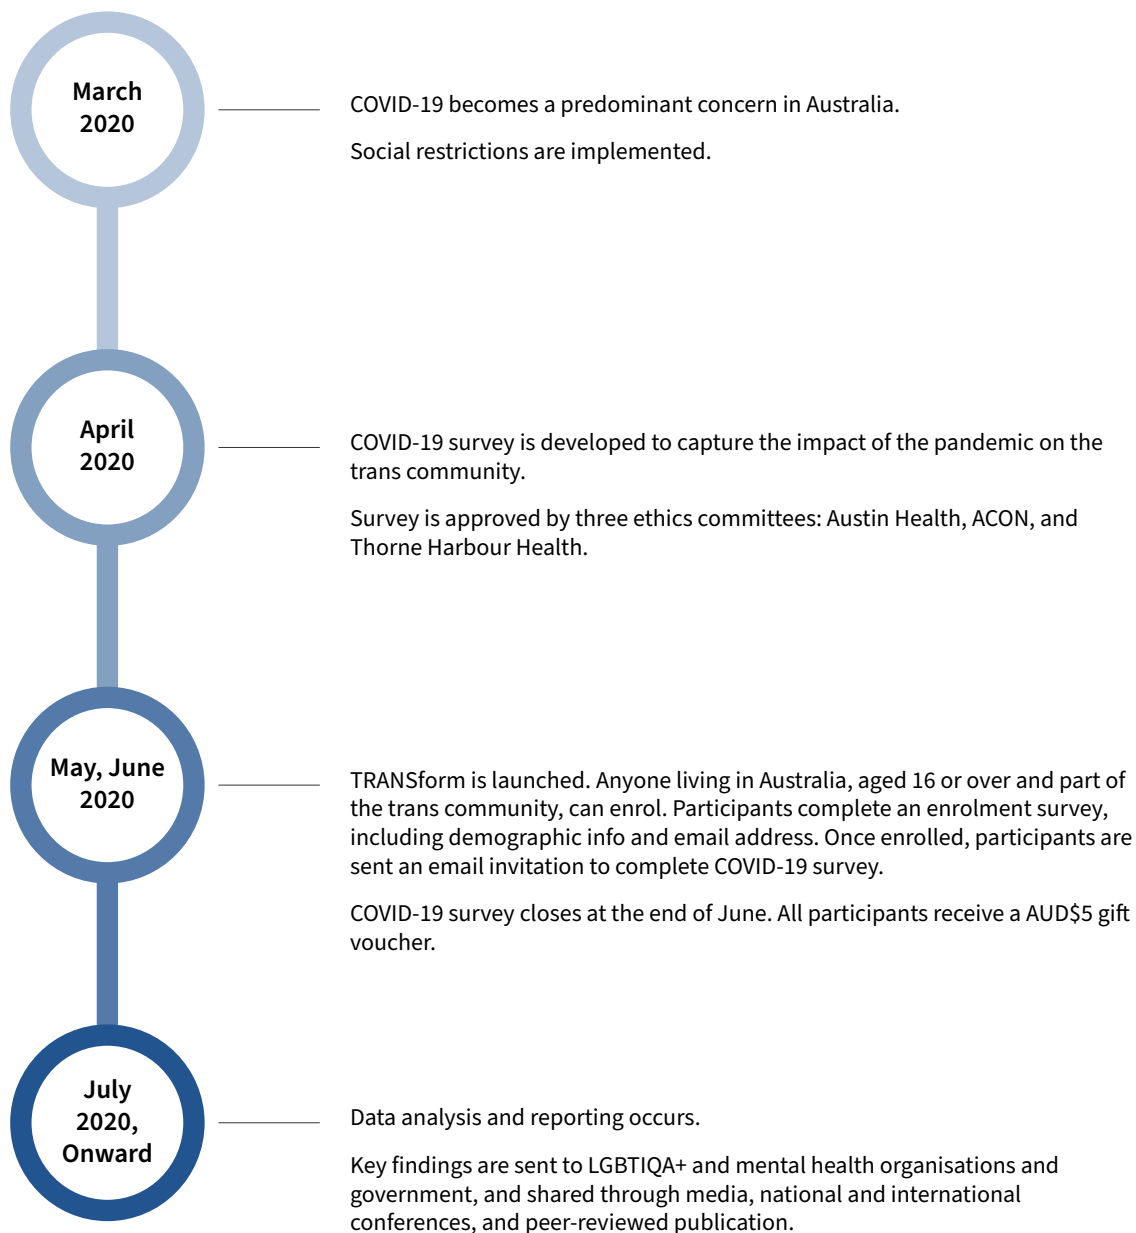 March
2020
COVID-19 becomes a predominant concern in Australia.
Social restrictions are implemented.
April
2020
COVID-19 survey is developed to capture the impact of the pandemic on the
trans community.
Survey is approved by three ethics committees: Austin Health, ACON, and
Thorne Harbour Health.
May, June
2020
TRANSform is launched. Anyone living in Australia, aged 16 or over and part of
the trans community, can enrol. Participants complete an enrolment survey,
including demographic info and email address. Once enrolled, participants are
sent an email invitation to complete COVID-19 survey.
COVID-19 survey closes at the end of June. All participants receive a AUD$5 gift
voucher.
July
2020,
Onward
Data analysis and reporting occurs.
Key findings are sent to LGBTIQA+ and mental health organisations and
government, and shared through media, national and international
conferences, and peer-reviewed publication.